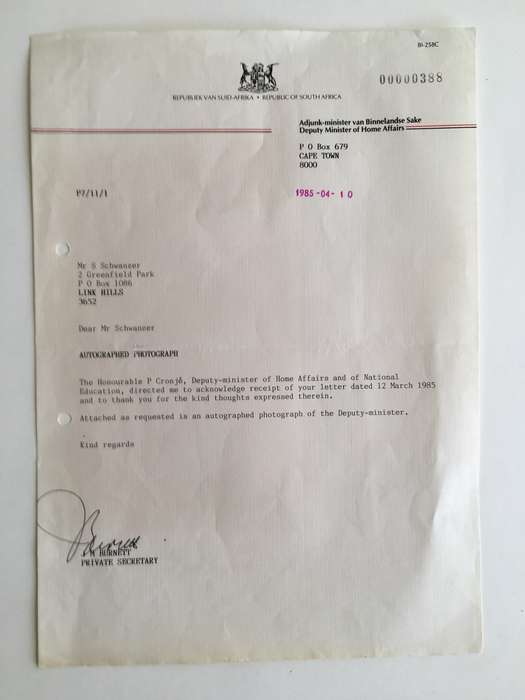 BI-258C
00000388
REPUBLIEK VAN SUID-AFRIKA • REPUBLIC OF SOUTH AFRICA
Adjunk-minister van Binnelandse Sake
Deputy Minister of Home Affairs
P O Box 679
CAPE TOWN
8000
P7/11/1
1985-04-10
Mr S Schwanzer
2 Greenfield Park
P O Box 1086
LINK HILLS
3652
Dear Mr Schwanzer
AUTOGRAPHED PHOTOGRAPH
The Honourable P Cronjé, Deputy-minister of Home Affairs and of National
Education, directed me to acknowledge receipt of your letter dated 12 March 1985
and to thank you for the kind thoughts expressed therein.
Attached as requested is an autographed photograph of the Deputy-minister.
Kind regards
BURNETT
PRIVATE SECRETARY